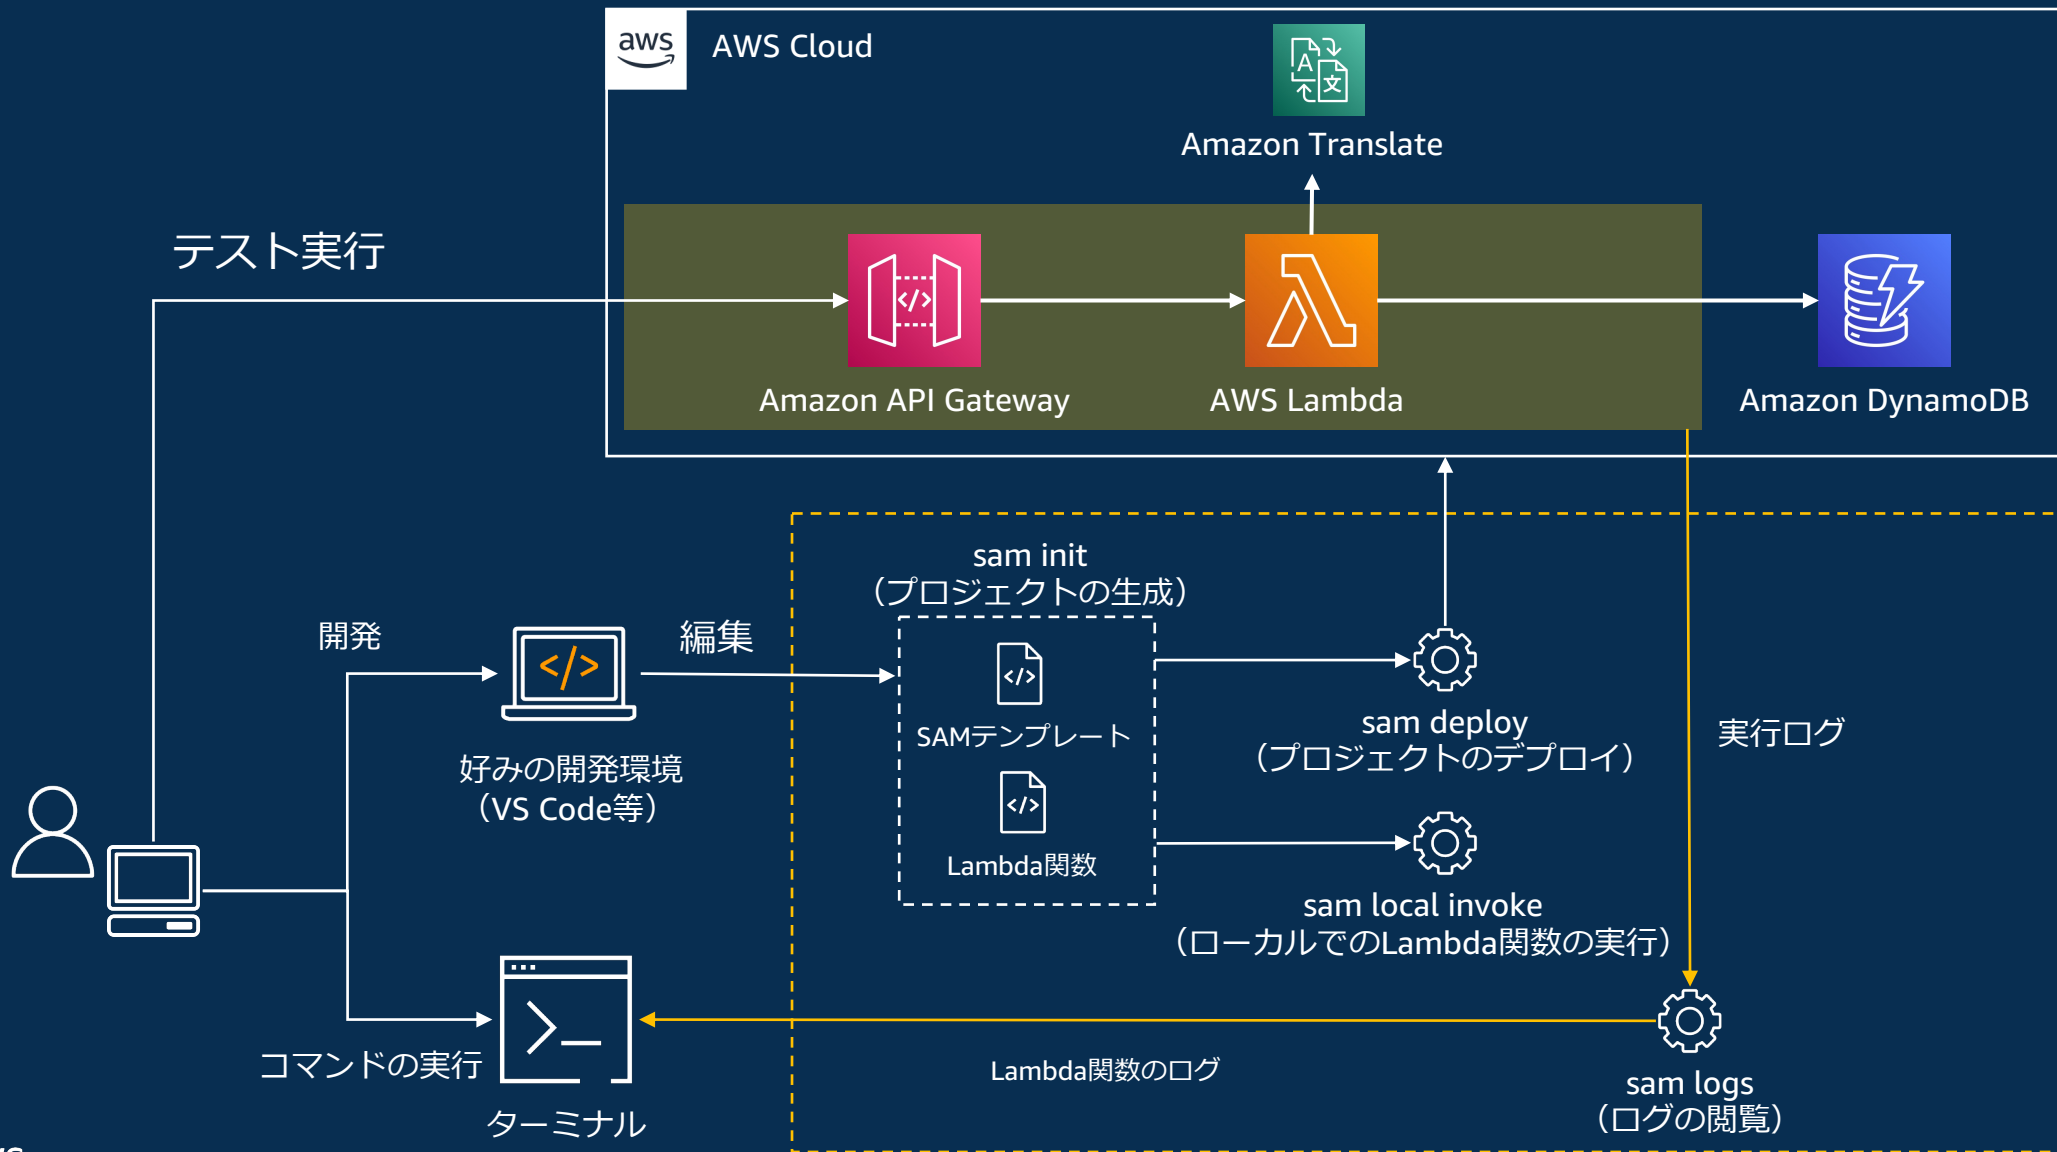 aws
AWS Cloud
Amazon Translate
テスト実行
Amazon API Gateway
AWS Lambda
Amazon DynamoDB
sam init
（プロジェクトの生成）
開発
編集
SAMテンプレート
sam deploy
（プロジェクトのデプロイ）
実行ログ
好みの開発環境
（VS Code等）
Lambda関数
sam local invoke
（ローカルでのLambda関数の実行）
コマンドの実行
Lambda関数のログ
sam logs
（ログの閲覧）
ターミナル